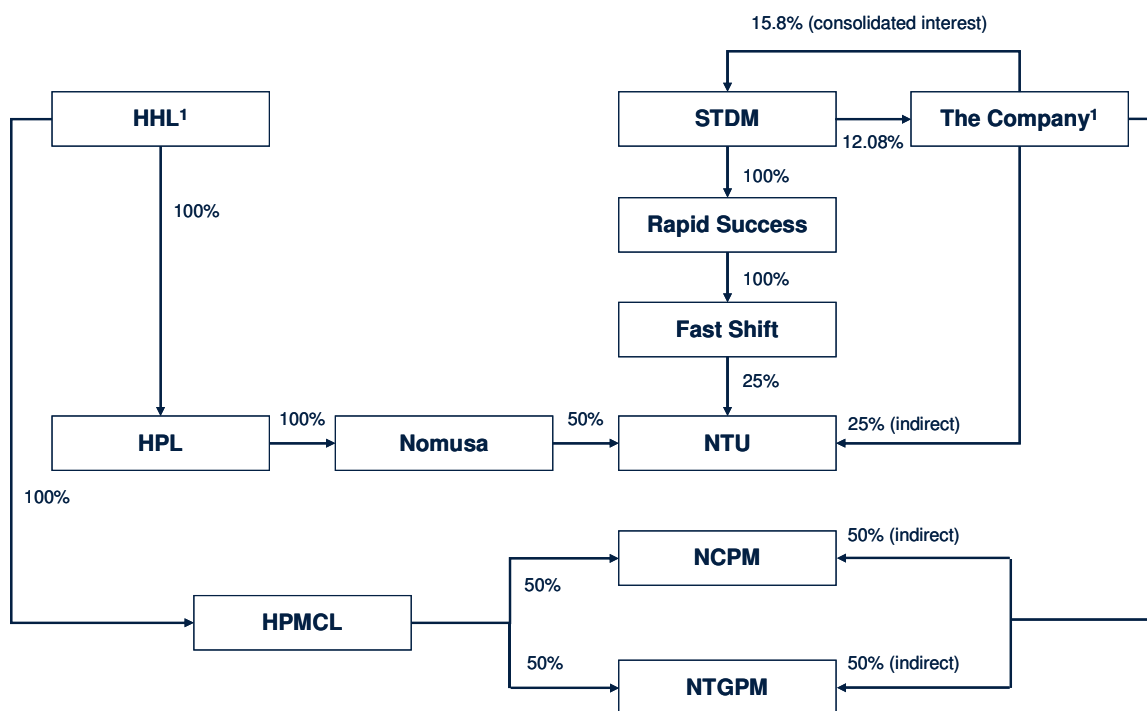 15.8% (consolidated interest)
HHL¹
STDM
The Company¹
12.08%
100%
100%
Rapid Success
100%
Fast Shift
25%
HPL
100%
Nomusa
50%
NTU
25% (indirect)
100%
NCPM
50% (indirect)
50%
HPMCL
50%
NTGPM
50% (indirect)